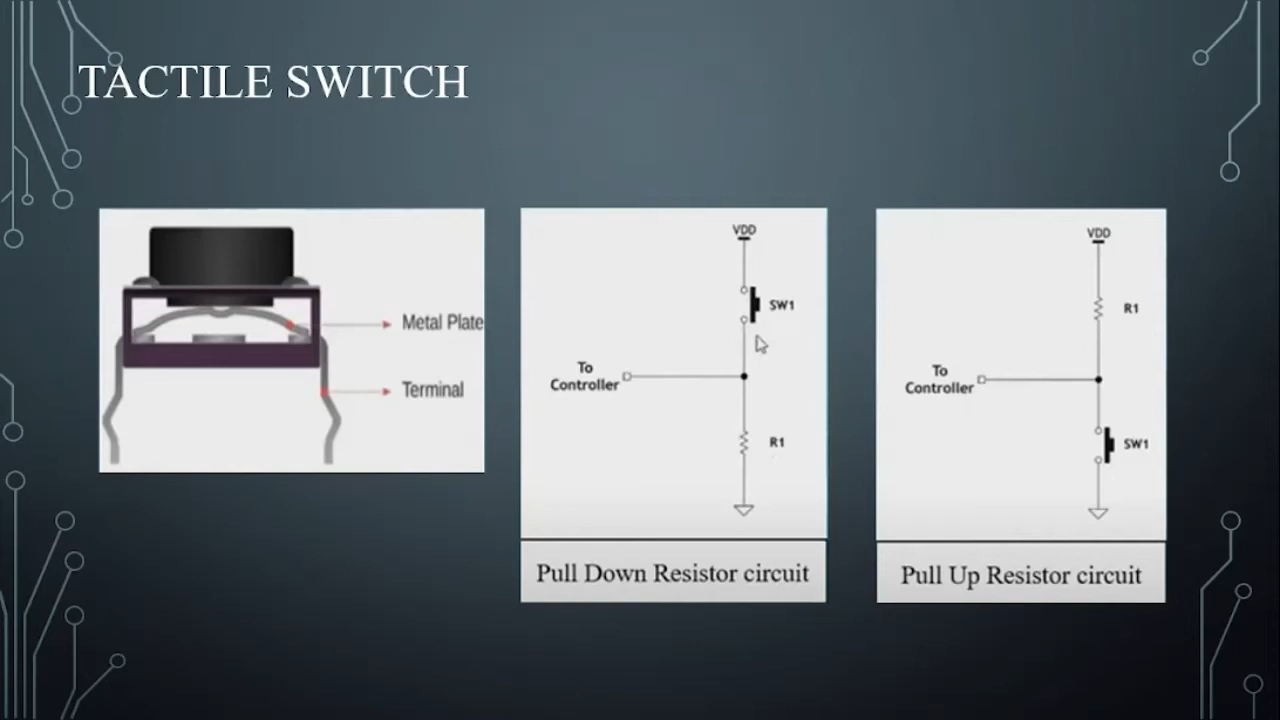 TACTILE SWITCH
Metal Plate
Terminal
VDD
SW1
To
Controller
R1
Pull Down Resistor circuit
VDD
R1
To
Controller
SW1
Pull Up Resistor circuit